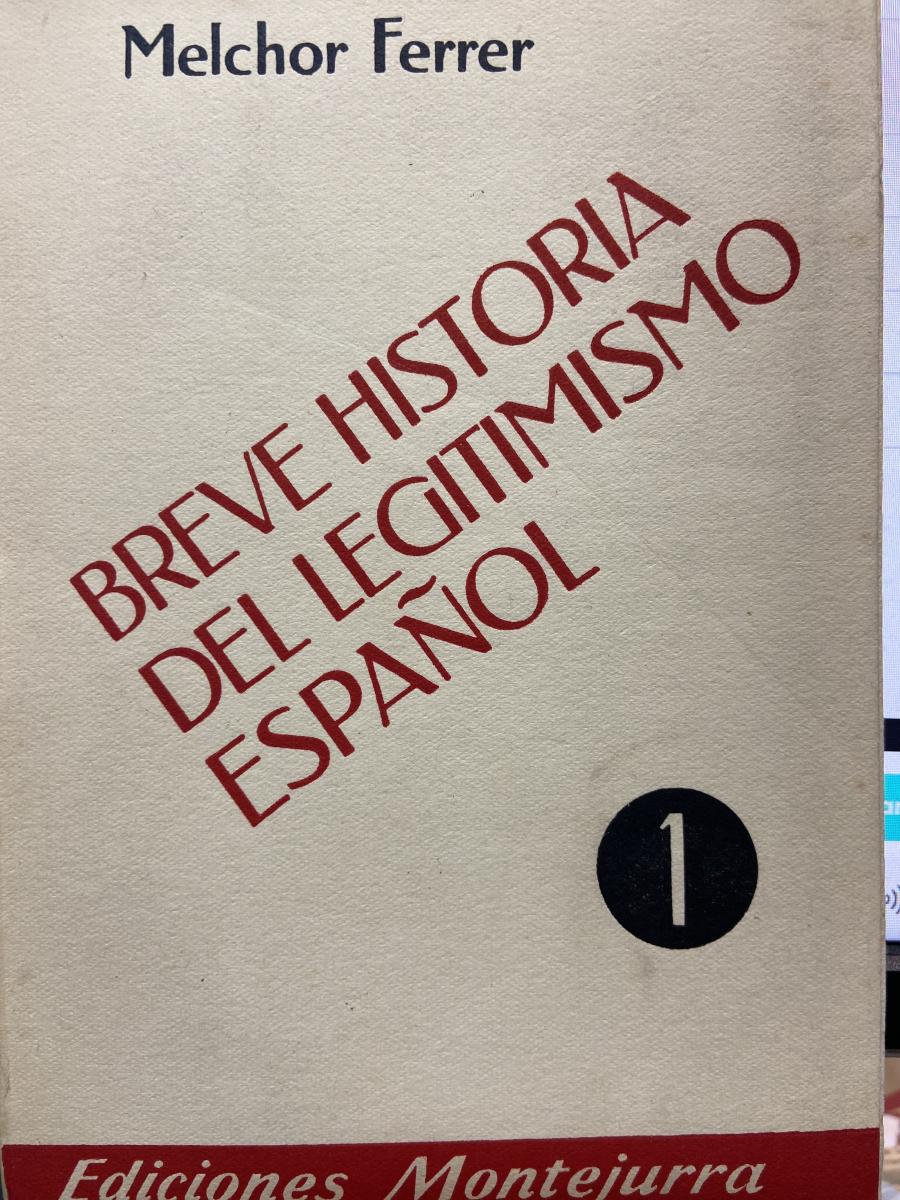 Melchor Ferrer
BREVE HISTORIA
DEL LEGITIMISMO
ESPAÑOL
1
Ediciones Montejurra